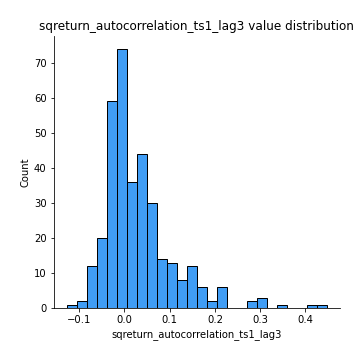 sqreturn_autocorrelation_ts1_lag3 value distribution
70
60
50
40
30
20
10
0
Count
−0.1 0.0 0.1 0.2 0.3 0.4
sqreturn_autocorrelation_ts1_lag3